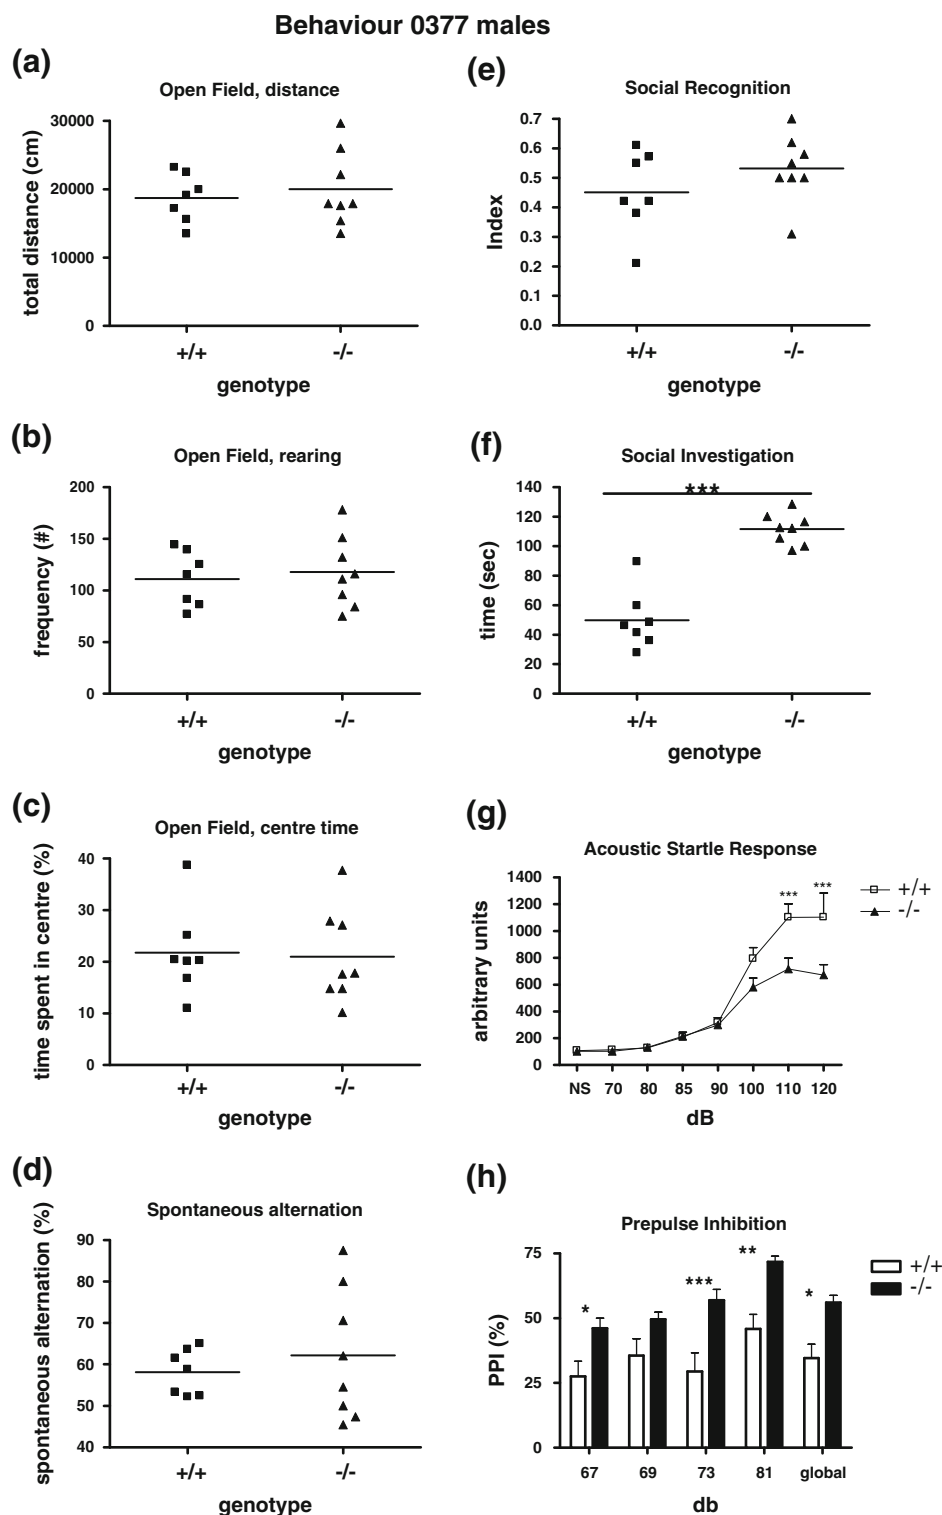 Behaviour 0377 males
(a)
Open Field, distance
total distance (cm)
30000
20000
10000
0
+/+
-/-
genotype
(b)
Open Field, rearing
frequency (#)
200
150
100
50
0
+/+
-/-
genotype
(c)
Open Field, centre time
time spent in centre (%)
40
30
20
10
0
+/+
-/-
genotype
(d)
Spontaneous alternation
spontaneous alternation (%)
90
80
70
60
50
40
+/+
-/-
genotype
(e)
Social Recognition
Index
0.7
0.6
0.5
0.4
0.3
0.2
0.1
0.0
+/+
-/-
genotype
(f)
Social Investigation
time (sec)
140
120
100
80
60
40
20
0
***
+/+
-/-
genotype
(g)
Acoustic Startle Response
arbitrary units
1400
1200
1000
800
600
400
200
0
*** ***
+/+
-/-
NS 70 80 85 90 100 110 120
dB
(h)
Prepulse Inhibition
PPI (%)
75
50
25
0
* *** ** *
+/+
-/-
67 69 73 81 global
db